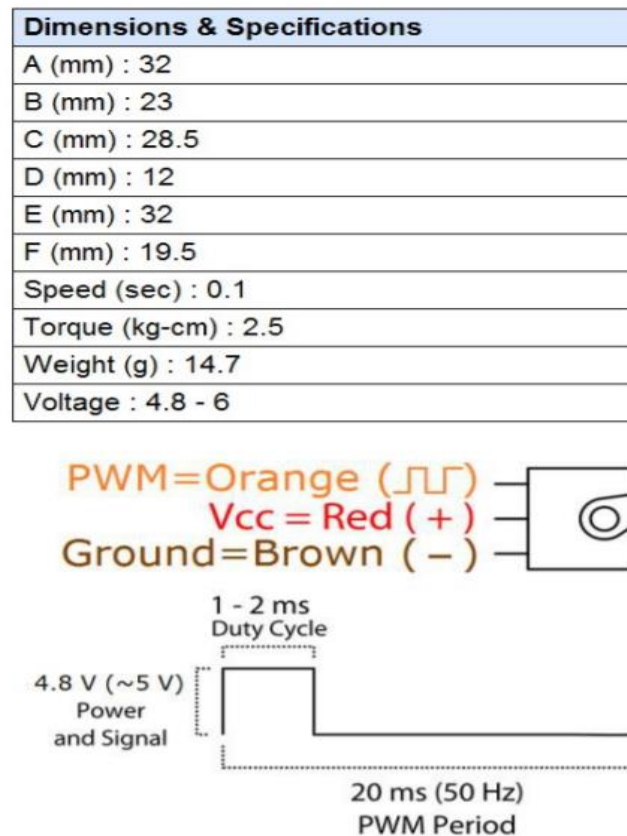 Dimensions & Specifications
A (mm) : 32
B (mm) : 23
C (mm) : 28.5
D (mm) : 12
E (mm) : 32
F (mm) : 19.5
Speed (sec) : 0.1
Torque (kg-cm) : 2.5
Weight (g) : 14.7
Voltage : 4.8 - 6
PWM=Orange (⎍⎍)
Vcc = Red ( + )
Ground=Brown ( − )
1 - 2 ms
Duty Cycle
4.8 V (~5 V)
Power
and Signal
20 ms (50 Hz)
PWM Period